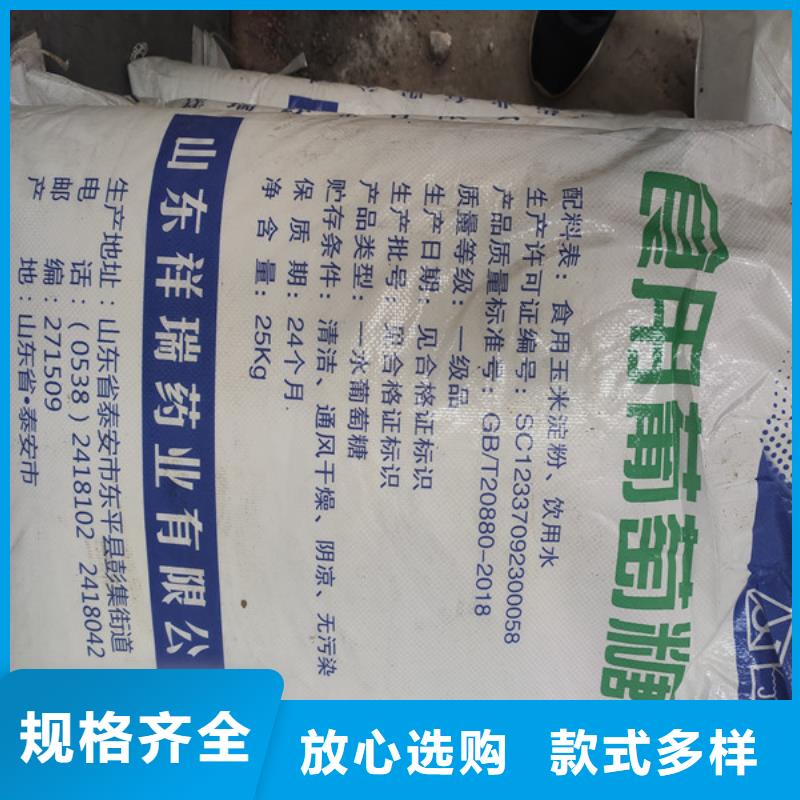 食用葡萄糖
配料表：食用玉米淀粉、饮用水
生产许可证编号：SC12337092300058
产品质量标准号：GB/T20880-2018
质量等级：一级品
生产日期：见合格证标识
生产批号：见合格证标识
产品类型：一水葡萄糖
贮存条件：清洁、通风干燥、阴凉、无污染
保质期：24个月.
净含量：25Kg
山东祥瑞药业有限公
生产地址：山东省泰安市东平县彭集街道
电话：(0538) 2418102 2418042
邮编：271509
产地：山东省·泰安市
规格齐全 放心选购 款式多样